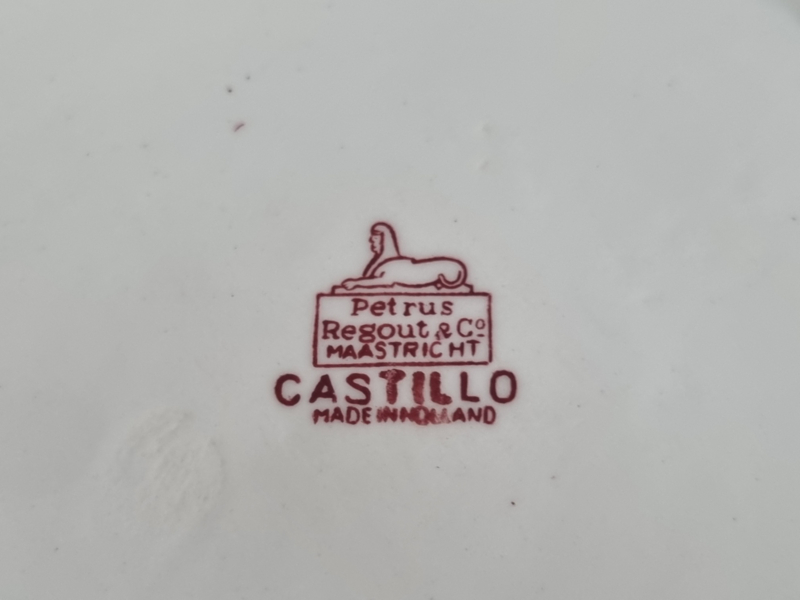 Petrus
Regout & Cº
MAASTRICHT
CASTILLO
MADE IN HOLLAND